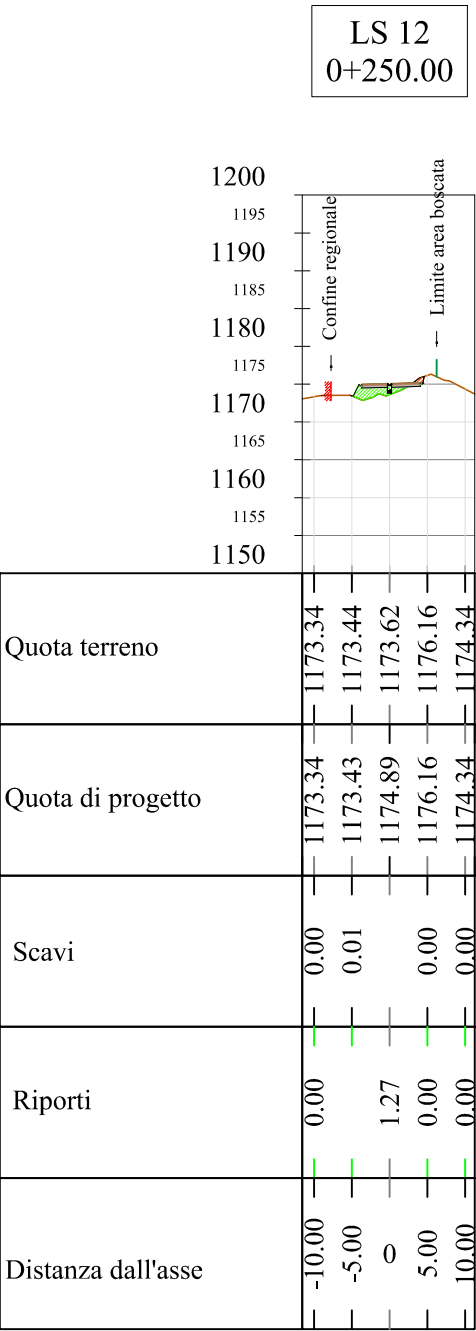 LS 12
0+250.00
1200
1195
1190
1185
1180
1175
1170
1165
1160
1155
1150
Confine regionale
Limite area boscata
Quota terreno 1173.34 1173.44 1173.62 1176.16 1174.34
Quota di progetto 1173.34 1173.43 1174.89 1176.16 1174.34
Scavi 0.00 0.01 0.00 0.00
Riporti 0.00 1.27 0.00 0.00
Distanza dall'asse -10.00 -5.00 0 5.00 10.00